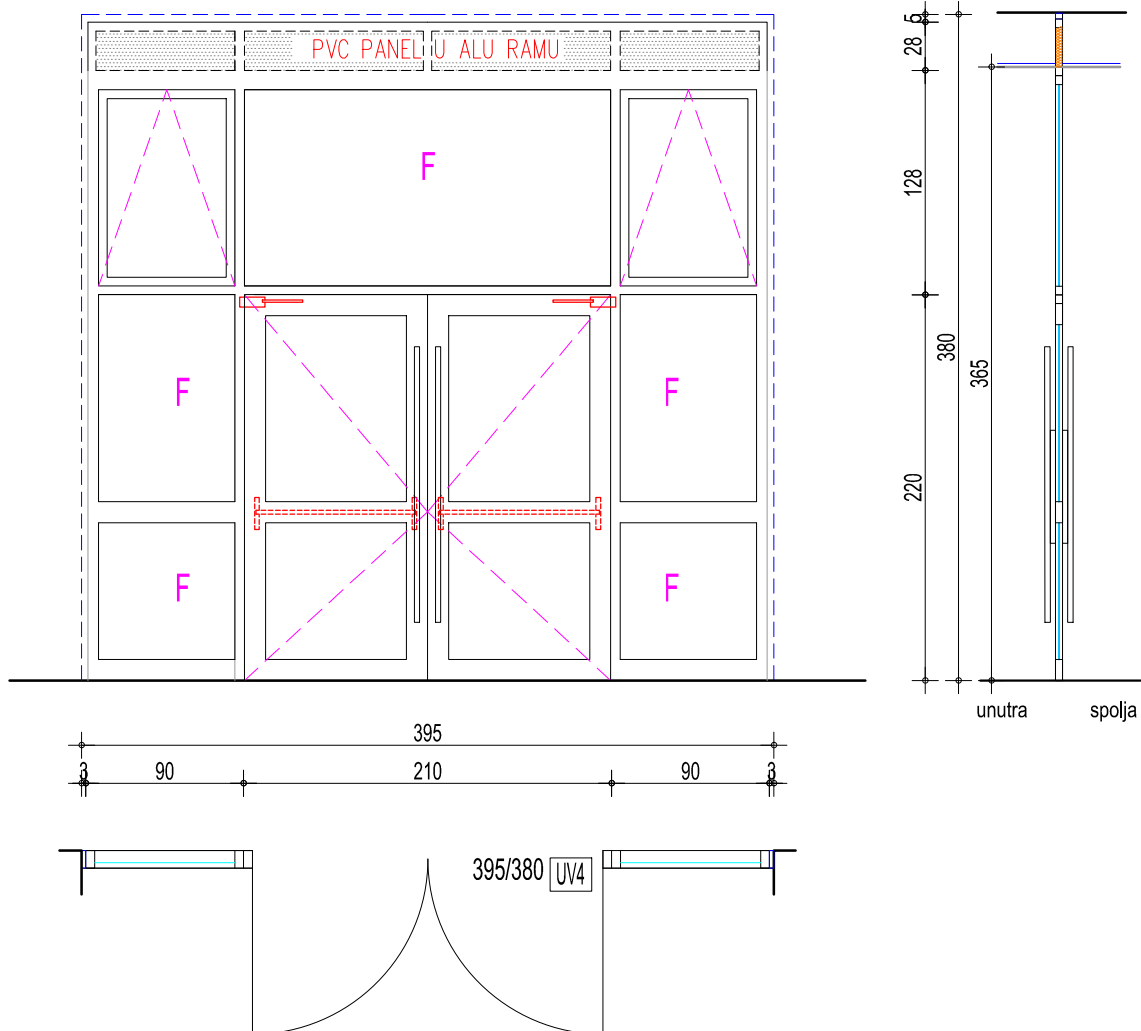 PVC PANEL U ALU RAMU
F
F
F
F
F
5
28
128
220
380
365
unutra
spolja
395
3
90
210
90
3
395/380 UV4